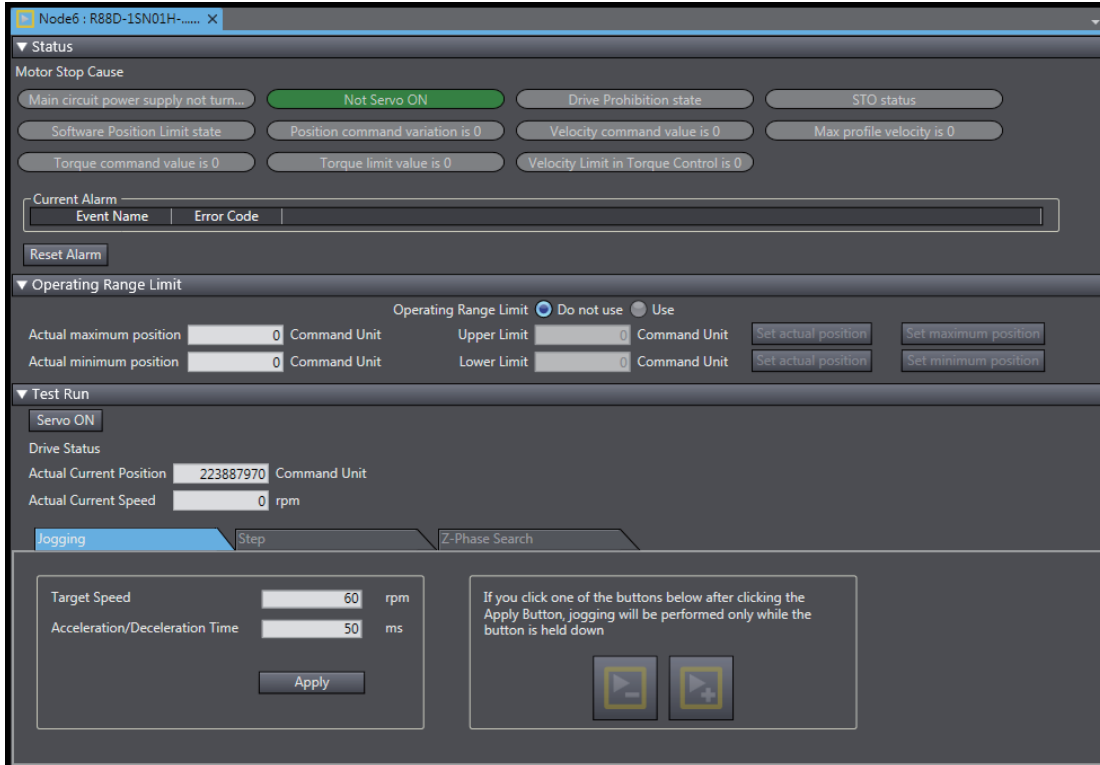 Node6 : R88D-1SN01H-...... ✕
▼ Status
Motor Stop Cause
Main circuit power supply not turn... Not Servo ON Drive Prohibition state STO status
Software Position Limit state Position command variation is 0 Velocity command value is 0 Max profile velocity is 0
Torque command value is 0 Torque limit value is 0 Velocity Limit in Torque Control is 0
Current Alarm
Event Name Error Code
Reset Alarm
▼ Operating Range Limit
Operating Range Limit Do not use Use
Actual maximum position 0 Command Unit Upper Limit 0 Command Unit Set actual position Set maximum position
Actual minimum position 0 Command Unit Lower Limit 0 Command Unit Set actual position Set minimum position
▼ Test Run
Servo ON
Drive Status
Actual Current Position 223887970 Command Unit
Actual Current Speed 0 rpm
Jogging Step Z-Phase Search
Target Speed 60 rpm
Acceleration/Deceleration Time 50 ms
Apply
If you click one of the buttons below after clicking the
Apply Button, jogging will be performed only while the
button is held down